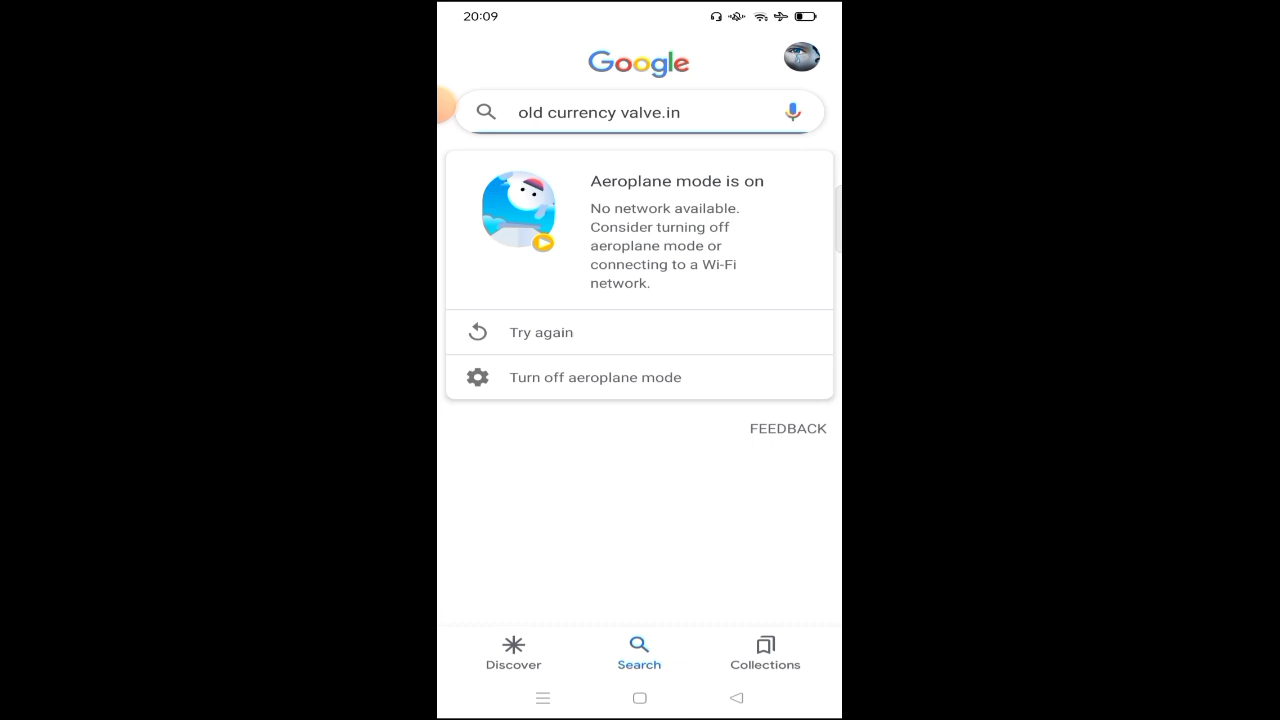 20:09
Google
old currency valve.in
Aeroplane mode is on
No network available.
Consider turning off
aeroplane mode or
connecting to a Wi-Fi
network.
Try again
Turn off aeroplane mode
FEEDBACK
Discover
Search
Collections